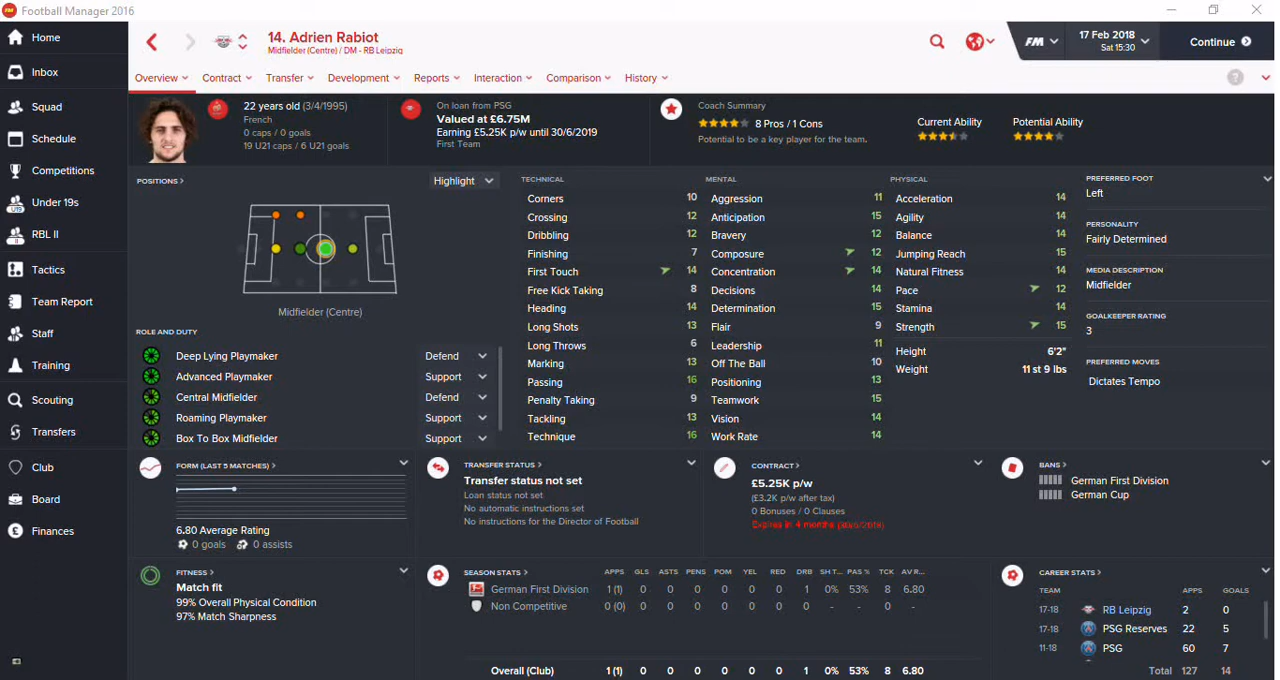 Football Manager 2016
Home
Inbox
Squad
Schedule
Competitions
Under 19s
RBL II
Tactics
Team Report
Staff
Training
Scouting
Transfers
Club
Board
Finances
14. Adrien Rabiot
Midfielder (Centre) / DM - RB Leipzig
FM
17 Feb 2018
Sat 15:30
Continue
Overview Contract Transfer Development Reports Interaction Comparison History
22 years old (3/4/1995)
French
0 caps / 0 goals
19 U21 caps / 6 U21 goals
On loan from PSG
Valued at £6.75M
Earning £5.25K p/w until 30/6/2019
First Team
Coach Summary
8 Pros / 1 Cons
Potential to be a key player for the team.
Current Ability
Potential Ability
POSITIONS
Highlight
Midfielder (Centre)
ROLE AND DUTY
Deep Lying Playmaker Defend
Advanced Playmaker Support
Central Midfielder Defend
Roaming Playmaker Support
Box To Box Midfielder Support
TECHNICAL
Corners 10
Crossing 12
Dribbling 12
Finishing 7
First Touch 14
Free Kick Taking 8
Heading 14
Long Shots 13
Long Throws 6
Marking 13
Passing 16
Penalty Taking 9
Tackling 13
Technique 16
MENTAL
Aggression 11
Anticipation 15
Bravery 12
Composure 12
Concentration 14
Decisions 14
Determination 15
Flair 9
Leadership 11
Off The Ball 10
Positioning 13
Teamwork 15
Vision 14
Work Rate 14
PHYSICAL
Acceleration 14
Agility 14
Balance 14
Jumping Reach 15
Natural Fitness 14
Pace 12
Stamina 14
Strength 15
Height 6'2"
Weight 11 st 9 lbs
PREFERRED FOOT
Left
PERSONALITY
Fairly Determined
MEDIA DESCRIPTION
Midfielder
GOALKEEPER RATING
3
PREFERRED MOVES
Dictates Tempo
FORM (LAST 5 MATCHES)
6.80 Average Rating
0 goals 0 assists
TRANSFER STATUS
Transfer status not set
Loan status not set
No automatic instructions set
No instructions for the Director of Football
CONTRACT
£5.25K p/w
(£3.2K p/w after tax)
0 Bonuses / 0 Clauses
Expires in 4 months
BANS
German First Division
German Cup
FITNESS
Match fit
99% Overall Physical Condition
97% Match Sharpness
SEASON STATS APPS GLS ASTS PENS POM YEL RED DRB SH T... PAS % TCK AV R...
German First Division 1 (1) 0 0 0 0 0 0 1 0% 53% 8 6.80
Non Competitive 0 (0) 0 0 0 0 0 0 0 - - 0 -
Overall (Club) 1 (1) 0 0 0 0 0 0 1 0% 53% 8 6.80
CAREER STATS
TEAM APPS GOALS
17-18 RB Leipzig 2 0
17-18 PSG Reserves 22 5
11-18 PSG 60 7
Total 127 14